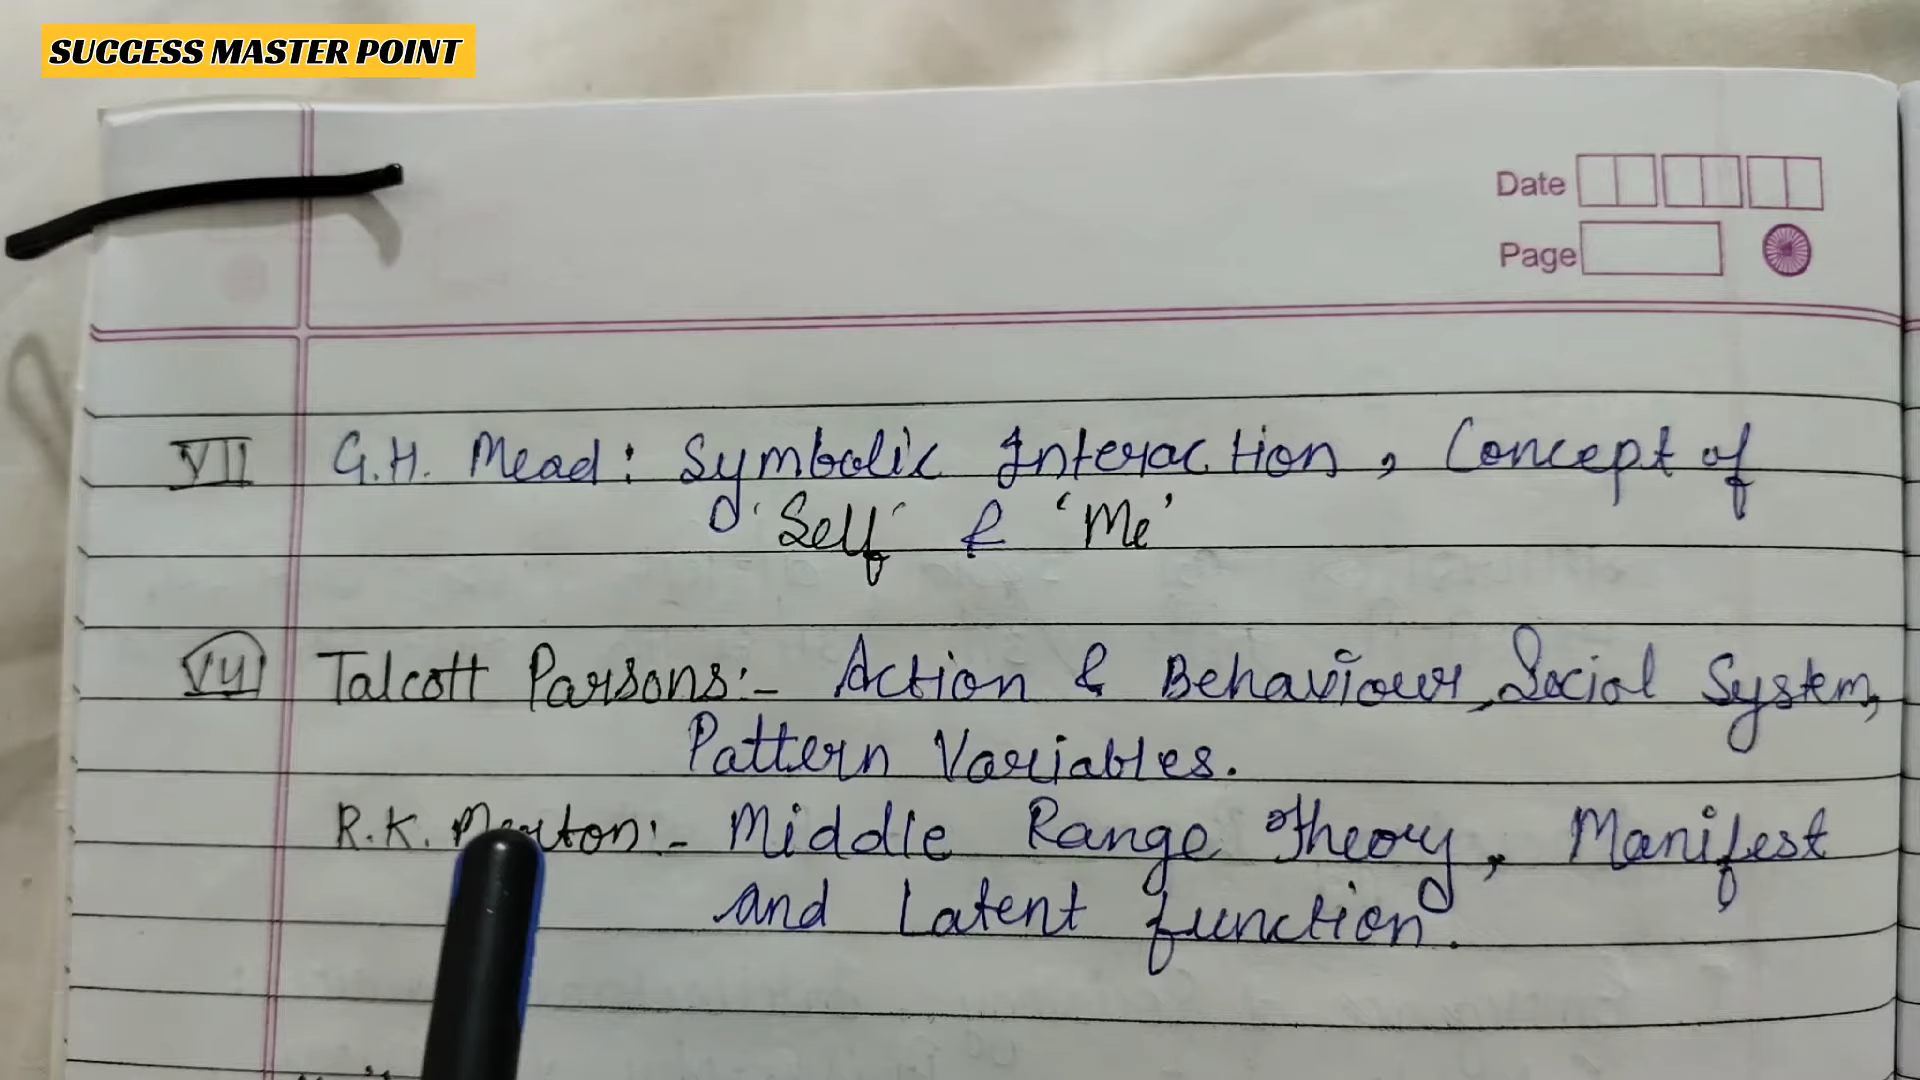 SUCCESS MASTER POINT
Date
Page
VII G.H. Mead: Symbolic Interaction, Concept of
'Self' & 'Me'
Talcott Parsons:- Action & Behaviour, Social System,
Pattern Variables.
R.K. Merton:- Middle Range Theory, Manifest
and Latent function.